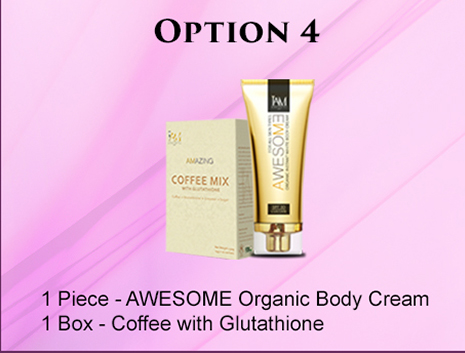 OPTION 4
AMAZING
COFFEE MIX
WITH GLUTATHIONE
AWESOME
1 Piece - AWESOME Organic Body Cream
1 Box - Coffee with Glutathione